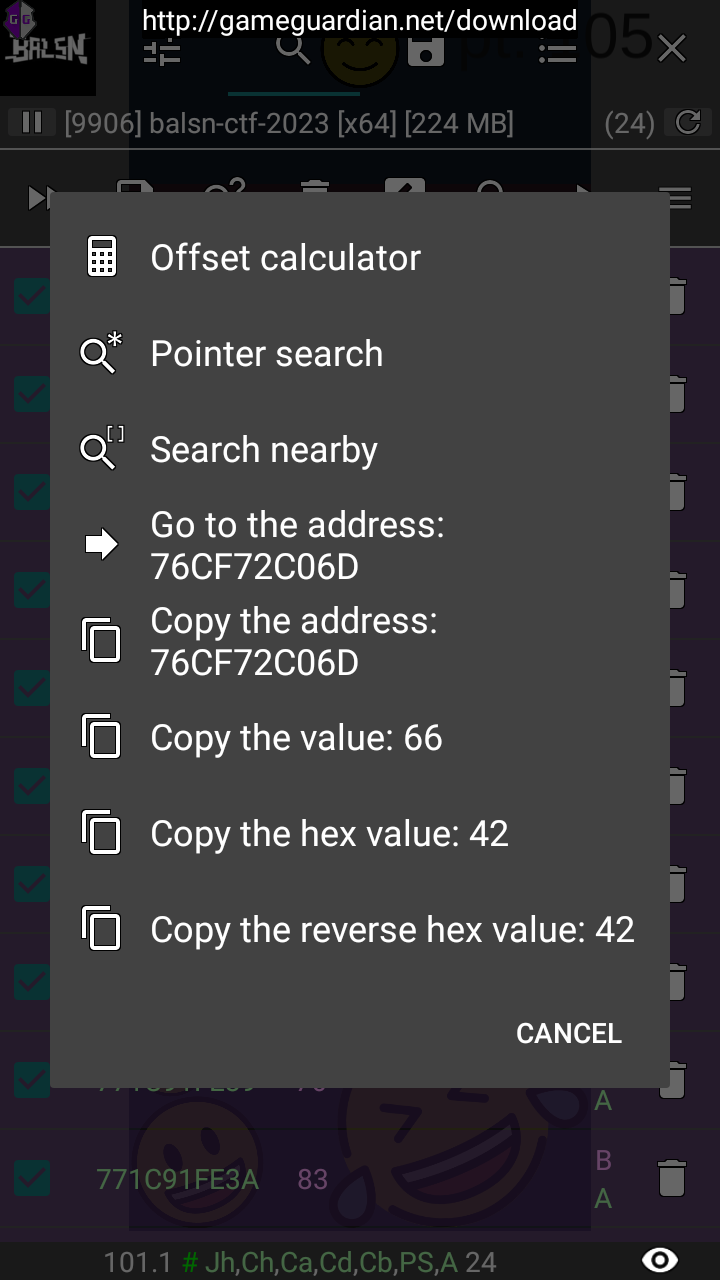 http://gameguardian.net/download
BALSN
05
[9906] balsn-ctf-2023 [x64] [224 MB] (24)
Offset calculator
Pointer search
Search nearby
Go to the address:
76CF72C06D
Copy the address:
76CF72C06D
Copy the value: 66
Copy the hex value: 42
Copy the reverse hex value: 42
CANCEL
A
771C91FE3A 83 B
A
101.1 # Jh,Ch,Ca,Cd,Cb,PS,A 24